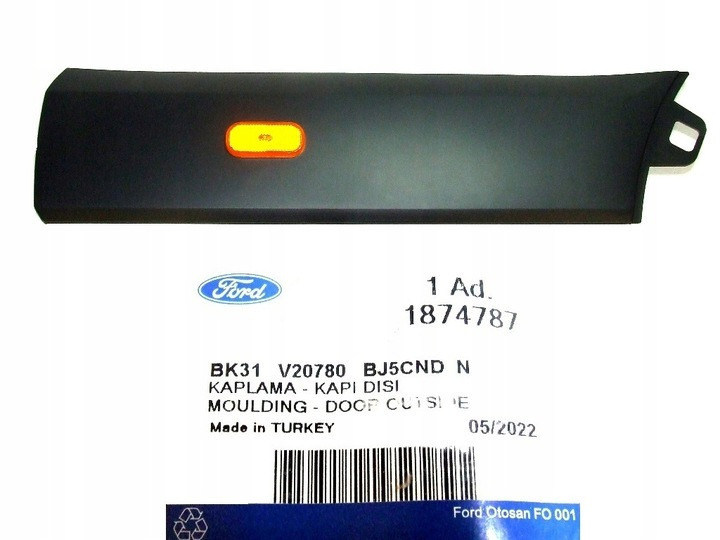 Ford
1 Ad.
1874787
BK31 V20780 BJ5CND N
KAPLAMA - KAPI DISI
MOULDING - DOOR OUTSIDE
Made in TURKEY
05/2022
Ford Otosan FO 001